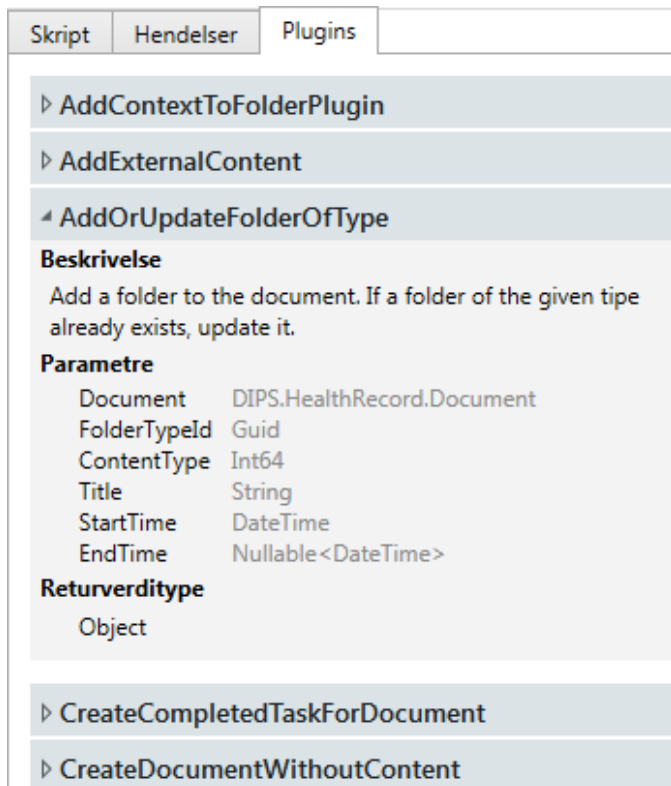 Skript Hendelser Plugins
AddContextToFolderPlugin
AddExternalContent
AddOrUpdateFolderOfType
Beskrivelse
Add a folder to the document. If a folder of the given tipe
already exists, update it.
Parametre
Document DIPS.HealthRecord.Document
FolderTypeId Guid
ContentType Int64
Title String
StartTime DateTime
EndTime Nullable<DateTime>
Returverditype
Object
CreateCompletedTaskForDocument
CreateDocumentWithoutContent